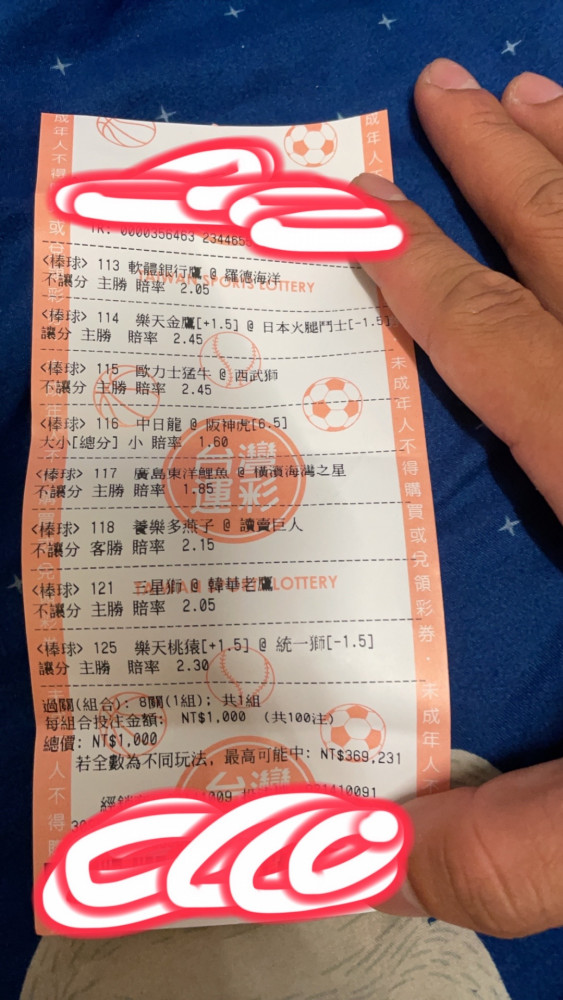 TR: 0000356463 234465
<棒球> 113 軟體銀行鷹 @ 羅德海洋
不讓分 主勝 賠率 2.05
TAIWAN SPORTS LOTTERY
<棒球> 114 樂天金鷹[+1.5] @ 日本火腿鬥士[-1.5]
讓分 主勝 賠率 2.45
<棒球> 115 歐力士猛牛 @ 西武獅
不讓分 主勝 賠率 2.45
<棒球> 116 中日龍 @ 阪神虎[6.5]
大小[總分] 小 賠率 1.60
<棒球> 117 廣島東洋鯉魚 @ 橫濱海灣之星
不讓分 主勝 賠率 1.85
台灣運彩
<棒球> 118 養樂多燕子 @ 讀賣巨人
不讓分 客勝 賠率 2.15
<棒球> 121 三星獅 @ 韓華老鷹
不讓分 主勝 賠率 2.05
TAIWAN SPORTS LOTTERY
<棒球> 125 樂天桃猿[+1.5] @ 統一獅[-1.5]
讓分 主勝 賠率 2.30
過關(組合): 8關(1組); 共1組
每組合投注金額: NT$1,000 (共100注)
總價: NT$1,000
若全數為不同玩法, 最高可能中: NT$369,231
台灣
未成年人不得購買或兌領彩券．未成年人